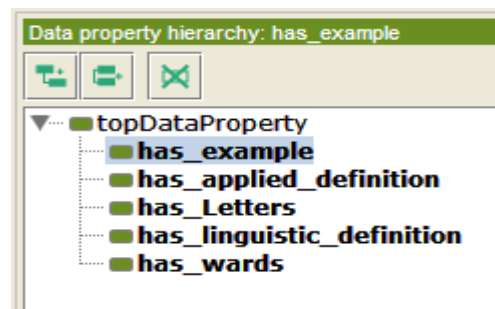 Data property hierarchy: has_example
topDataProperty
has_example
has_applied_definition
has_Letters
has_linguistic_definition
has_wards